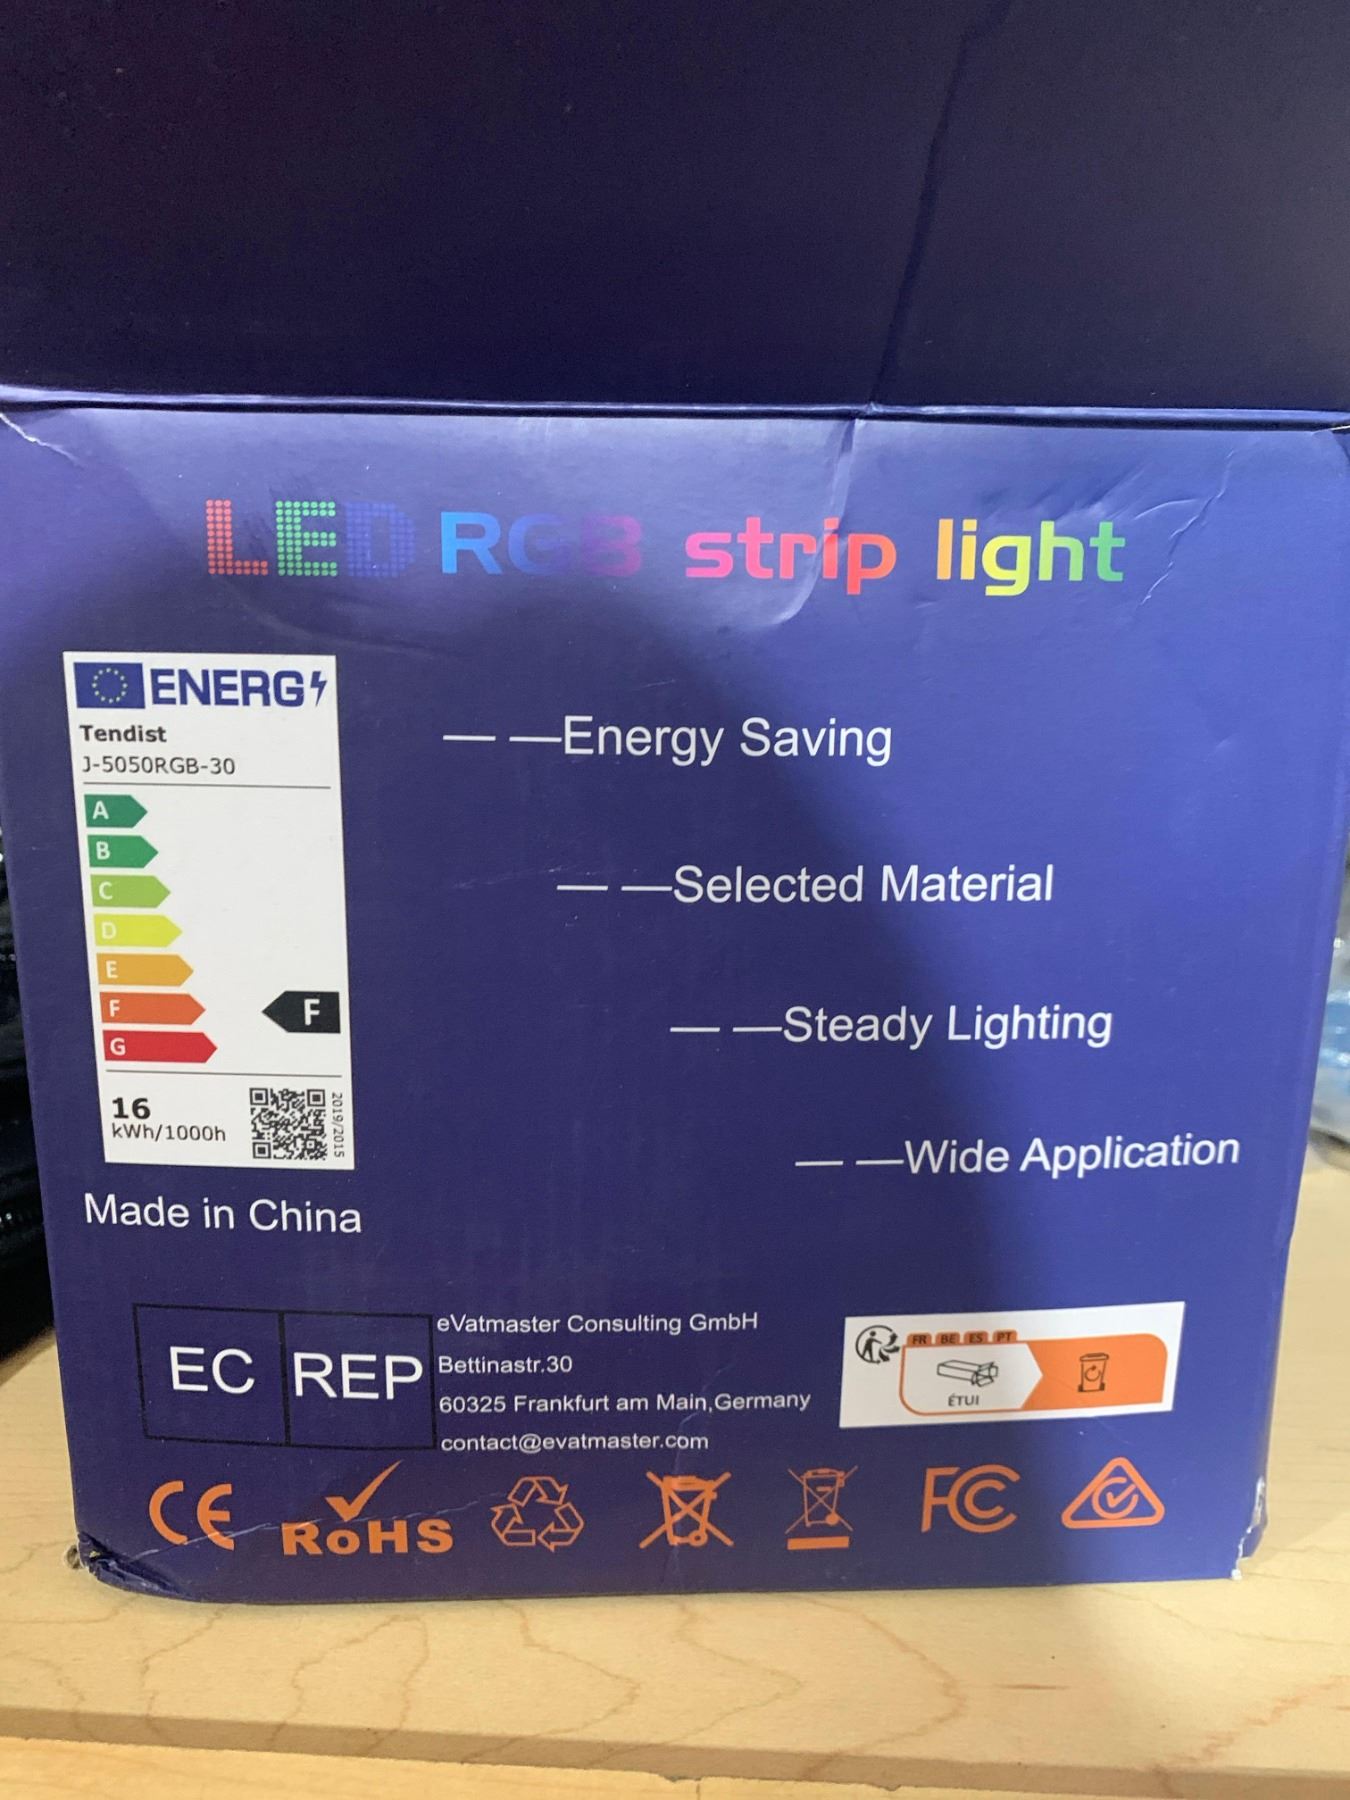 LED RGB strip light
ENERG
Tendist
J-5050RGB-30
A
B
C
D
E
F
F
G
16
kWh/1000h
2019/2015
— —Energy Saving
— —Selected Material
— —Steady Lighting
— —Wide Application
Made in China
EC REP
eVatmaster Consulting GmbH
Bettinastr.30
60325 Frankfurt am Main,Germany
contact@evatmaster.com
FR BE ES PT
ÉTUI
CE
RoHS
FC